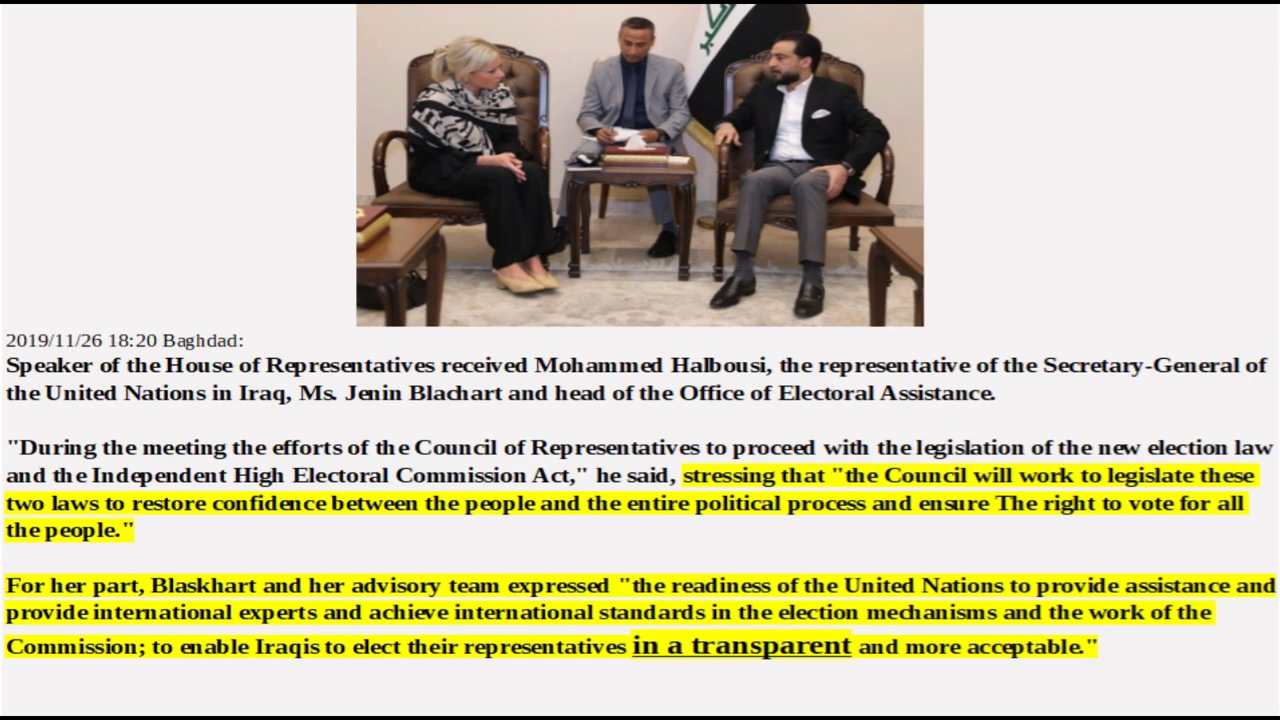 2019/11/26 18:20 Baghdad:
Speaker of the House of Representatives received Mohammed Halbousi, the representative of the Secretary-General of
the United Nations in Iraq, Ms. Jenin Blachart and head of the Office of Electoral Assistance.
"During the meeting the efforts of the Council of Representatives to proceed with the legislation of the new election law
and the Independent High Electoral Commission Act," he said, stressing that "the Council will work to legislate these
two laws to restore confidence between the people and the entire political process and ensure The right to vote for all
the people."
For her part, Blaskhart and her advisory team expressed "the readiness of the United Nations to provide assistance and
provide international experts and achieve international standards in the election mechanisms and the work of the
Commission; to enable Iraqis to elect their representatives in a transparent and more acceptable."